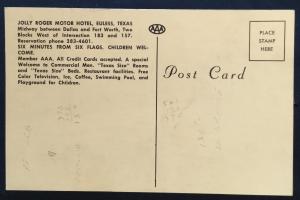 JOLLY ROGER MOTOR HOTEL, EULESS, TEXAS
Midway between Dallas and Fort Worth, Two
Blocks West of Intersection 183 and 157.
Reservation phone 283-4601.
SIX MINUTES FROM SIX FLAGS. CHILDREN WEL-
COME.
Member AAA. All Credit Cards accepted. A special
Welcome to Commercial Men. "Texas Size" Rooms
and "Texas Size" Beds. Restaurant facilities. Free
Color Television, Ice, Coffee, Swimming Pool, and
Playground for Children.
AAA
Post Card
PLACE
STAMP
HERE